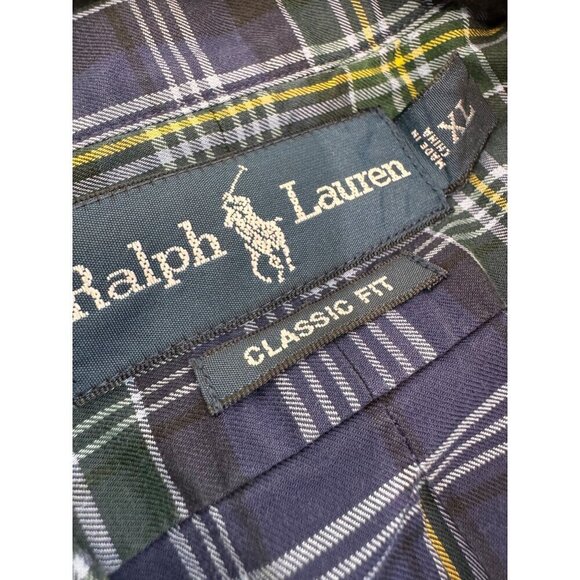 Ralph Lauren
CLASSIC FIT
XL
MADE IN
CHINA